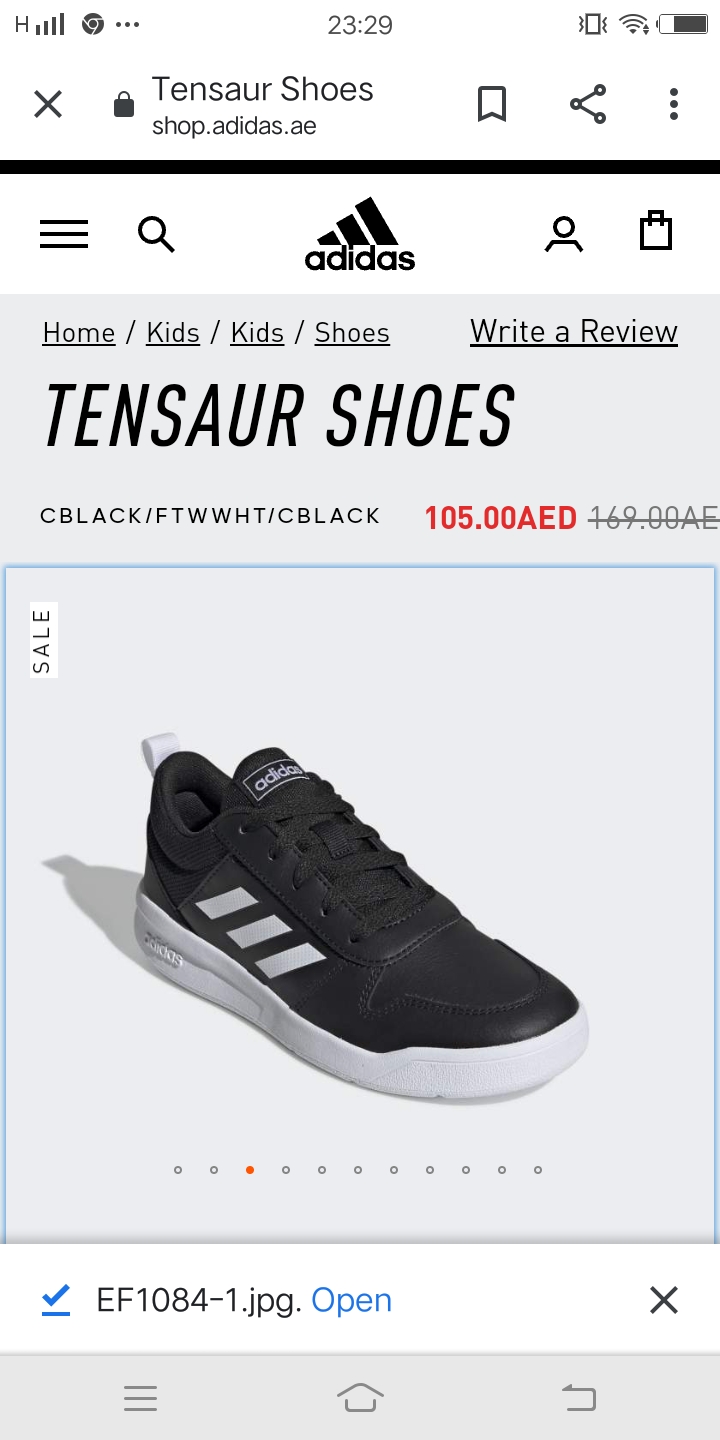 H 23:29
Tensaur Shoes
shop.adidas.ae
adidas
Home / Kids / Kids / Shoes Write a Review
TENSAUR SHOES
CBLACK/FTWWHT/CBLACK 105.00AED 169.00AE
SALE
adidas
adidas
EF1084-1.jpg. Open